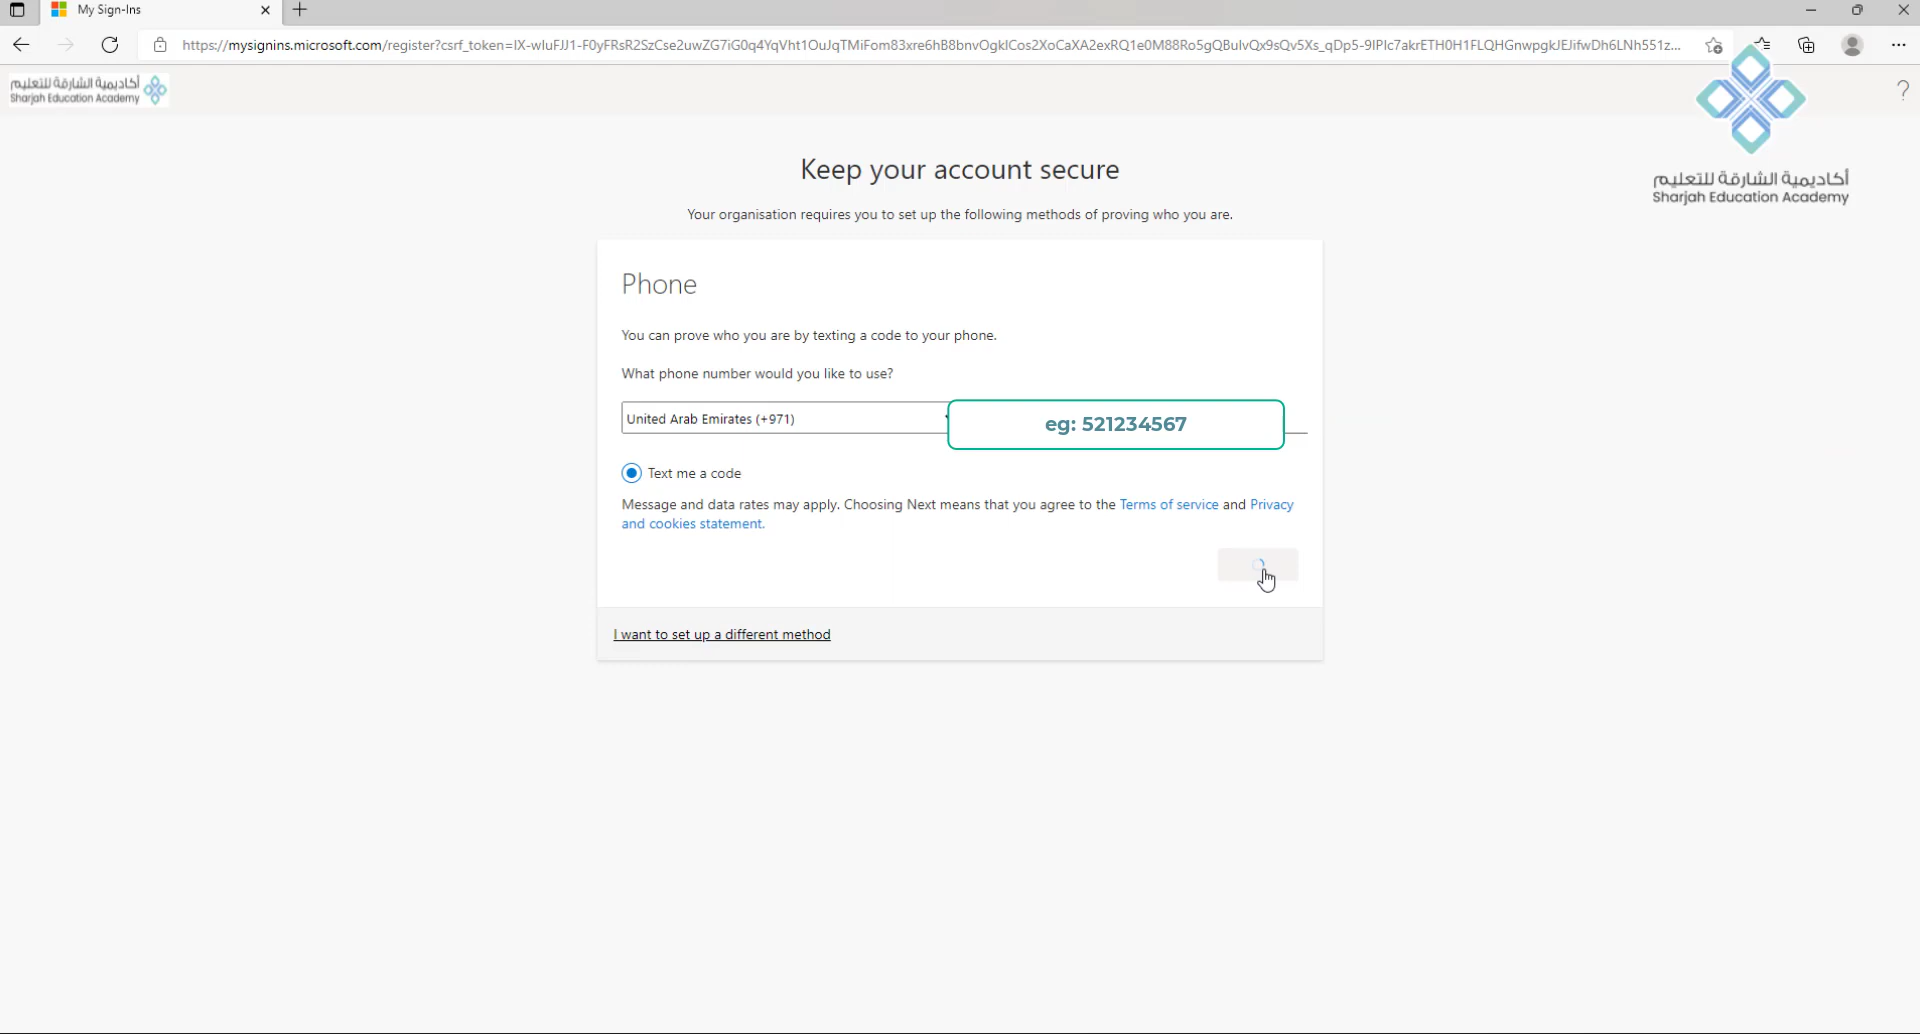 My Sign-Ins
https://mysignins.microsoft.com/register?csrf_token=IX-wIuFJJ1-F0yFRsR2SzCse2uwZG7iG0q4YqVht1OuJqTMiFom83xre6hB8bnvOgkICos2XoCaXA2exRQ1e0M88Ro5gQBuIvQx9sQv5Xs_qDp5-9IPIc7akrETH0H1FLQHGnwpgkJEJifwDh6LNh551z...
أكاديمية الشارقة للتعليم
Sharjah Education Academy
?
أكاديمية الشارقة للتعليم
Sharjah Education Academy
Keep your account secure
Your organisation requires you to set up the following methods of proving who you are.
Phone
You can prove who you are by texting a code to your phone.
What phone number would you like to use?
United Arab Emirates (+971)
eg: 521234567
Text me a code
Message and data rates may apply. Choosing Next means that you agree to the Terms of service and Privacy
and cookies statement.
I want to set up a different method